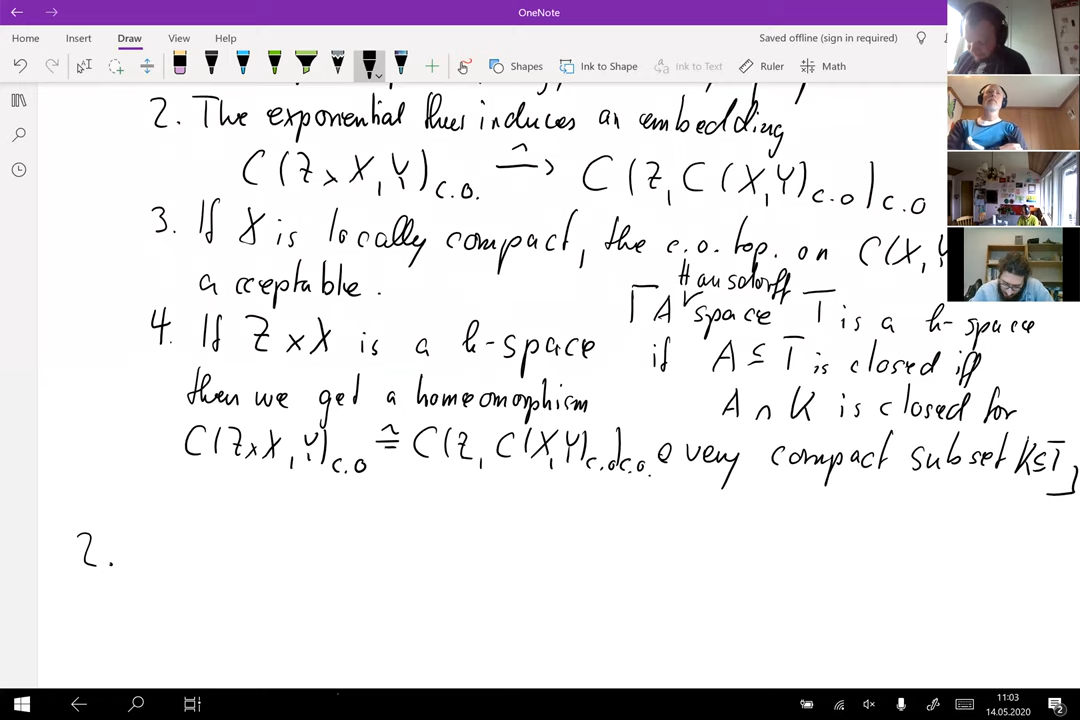 OneNote
Home Insert Draw View Help Saved offline (sign in required)
Shapes Ink to Shape Ink to Text Ruler Math
2. The exponential thus induces an embedding
C(Z×X,Y)c.o. ^→ C(Z,C(X,Y)c.o)c.o
3. If X is locally compact, the c.o. top. on C(X,Y
acceptable.
4. If Z×X is a k-space
then we get a homeomorphism
C(Z×X,Y)c.o ≅^ C(Z,C(X,Y)c.o)c.o.
Hausdorff
⌈A ˅ space T is a k-space
if A ⊆ T is closed iff
A ∩ K is closed for
every compact subset K⊆T⌋
2.
11:03
14.05.2020
2